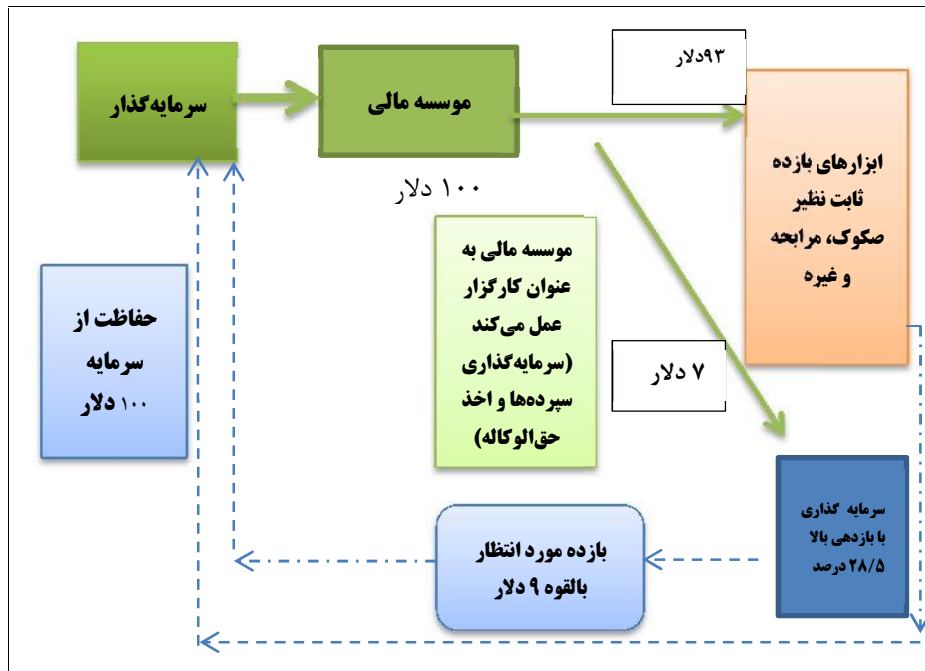 سرمایه‌گذار
موسسه مالی
۹۳دلار
۱۰۰ دلار
ابزارهای بازده
ثابت نظیر
صکوک، مرابحه
و غیره
موسسه مالی به
عنوان کارگزار
عمل می‌کند
(سرمایه‌گذاری
سپرده‌ها و اخذ
حق‌الوکاله)
۷ دلار
حفاظت از
سرمایه
۱۰۰ دلار
سرمایه گذاری
با بازدهی بالا
۲۸/۵ درصد
بازده مورد انتظار
بالقوه ۹ دلار